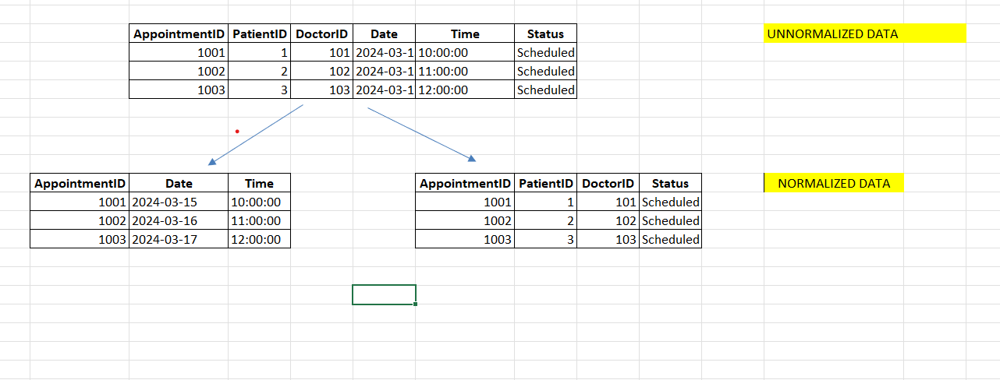 AppointmentID PatientID DoctorID Date Time Status UNNORMALIZED DATA
1001 1 101 2024-03-1 10:00:00 Scheduled
1002 2 102 2024-03-1 11:00:00 Scheduled
1003 3 103 2024-03-1 12:00:00 Scheduled
AppointmentID Date Time AppointmentID PatientID DoctorID Status NORMALIZED DATA
1001 2024-03-15 10:00:00 1001 1 101 Scheduled
1002 2024-03-16 11:00:00 1002 2 102 Scheduled
1003 2024-03-17 12:00:00 1003 3 103 Scheduled